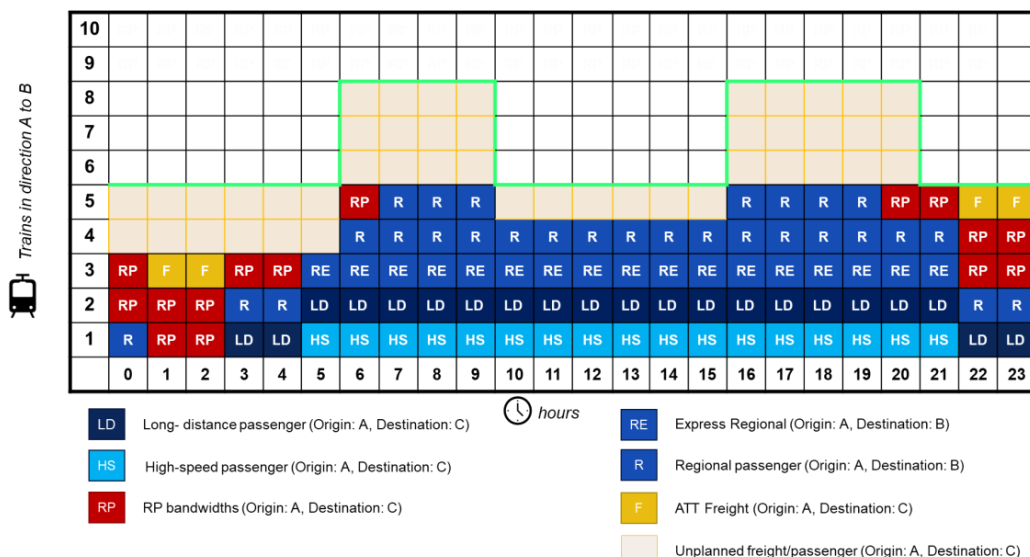 Trains in direction A to B
10
9
8
7
6
5 RP R R R R R R R RP RP F F
4 R R R R R R R R R R R R R R R R RP RP
3 RP F F RP RP RE RE RE RE RE RE RE RE RE RE RE RE RE RE RE RE RE RP RP
2 RP RP RP R R LD LD LD LD LD LD LD LD LD LD LD LD LD LD LD LD LD R R
1 R RP RP LD LD HS HS HS HS HS HS HS HS HS HS HS HS HS HS HS HS HS LD LD
0 1 2 3 4 5 6 7 8 9 10 11 12 13 14 15 16 17 18 19 20 21 22 23
hours
LD Long- distance passenger (Origin: A, Destination: C)
HS High-speed passenger (Origin: A, Destination: C)
RP RP bandwidths (Origin: A, Destination: C)
RE Express Regional (Origin: A, Destination: B)
R Regional passenger (Origin: A, Destination: B)
F ATT Freight (Origin: A, Destination: C)
Unplanned freight/passenger (Origin: A, Destination: C)